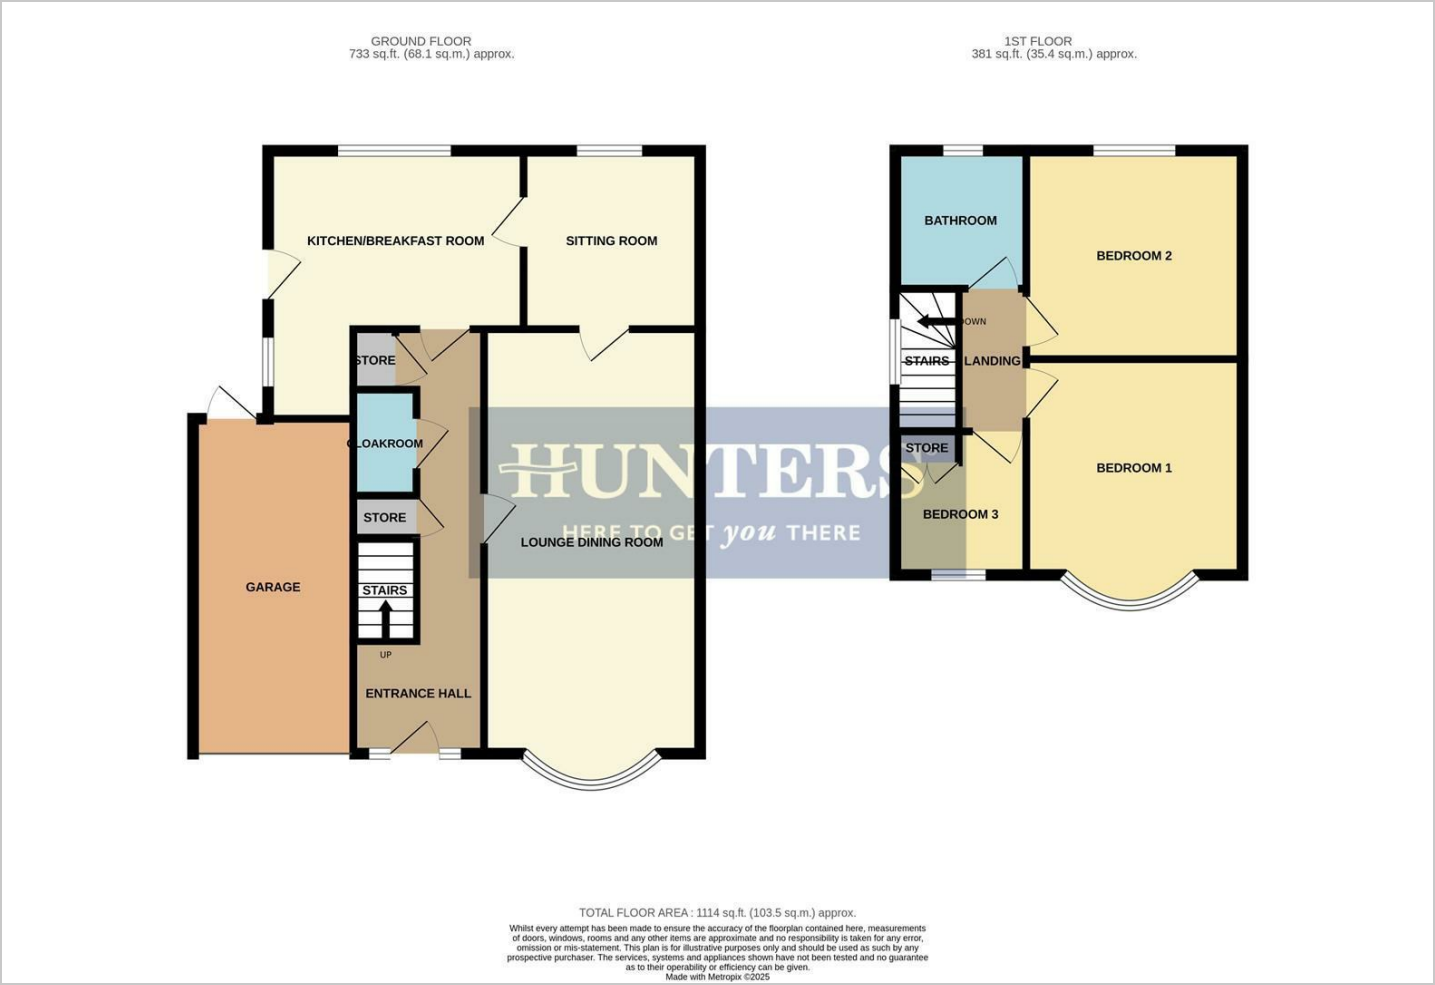 GROUND FLOOR
733 sq.ft. (68.1 sq.m.) approx.
1ST FLOOR
381 sq.ft. (35.4 sq.m.) approx.
KITCHEN/BREAKFAST ROOM
SITTING ROOM
STORE
CLOAKROOM
STORE
STAIRS
UP
ENTRANCE HALL
GARAGE
LOUNGE DINING ROOM
BATHROOM
BEDROOM 2
DOWN
STAIRS
LANDING
STORE
BEDROOM 1
BEDROOM 3
HUNTERS
HERE TO GET you THERE
TOTAL FLOOR AREA : 1114 sq.ft. (103.5 sq.m.) approx.
Whilst every attempt has been made to ensure the accuracy of the floorplan contained here, measurements
of doors, windows, rooms and any other items are approximate and no responsibility is taken for any error,
omission or mis-statement. This plan is for illustrative purposes only and should be used as such by any
prospective purchaser. The services, systems and appliances shown have not been tested and no guarantee
as to their operability or efficiency can be given.
Made with Metropix ©2025